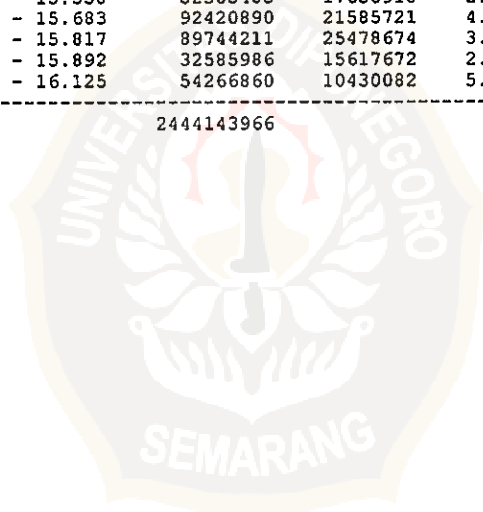 - 15.683 92420890 21585721 4.
- 15.817 89744211 25478674 3.
- 15.892 32585986 15617672 2.
- 16.125 54266860 10430082 5.
2444143966
UNIVERSITAS DIPONEGORO
SEMARANG